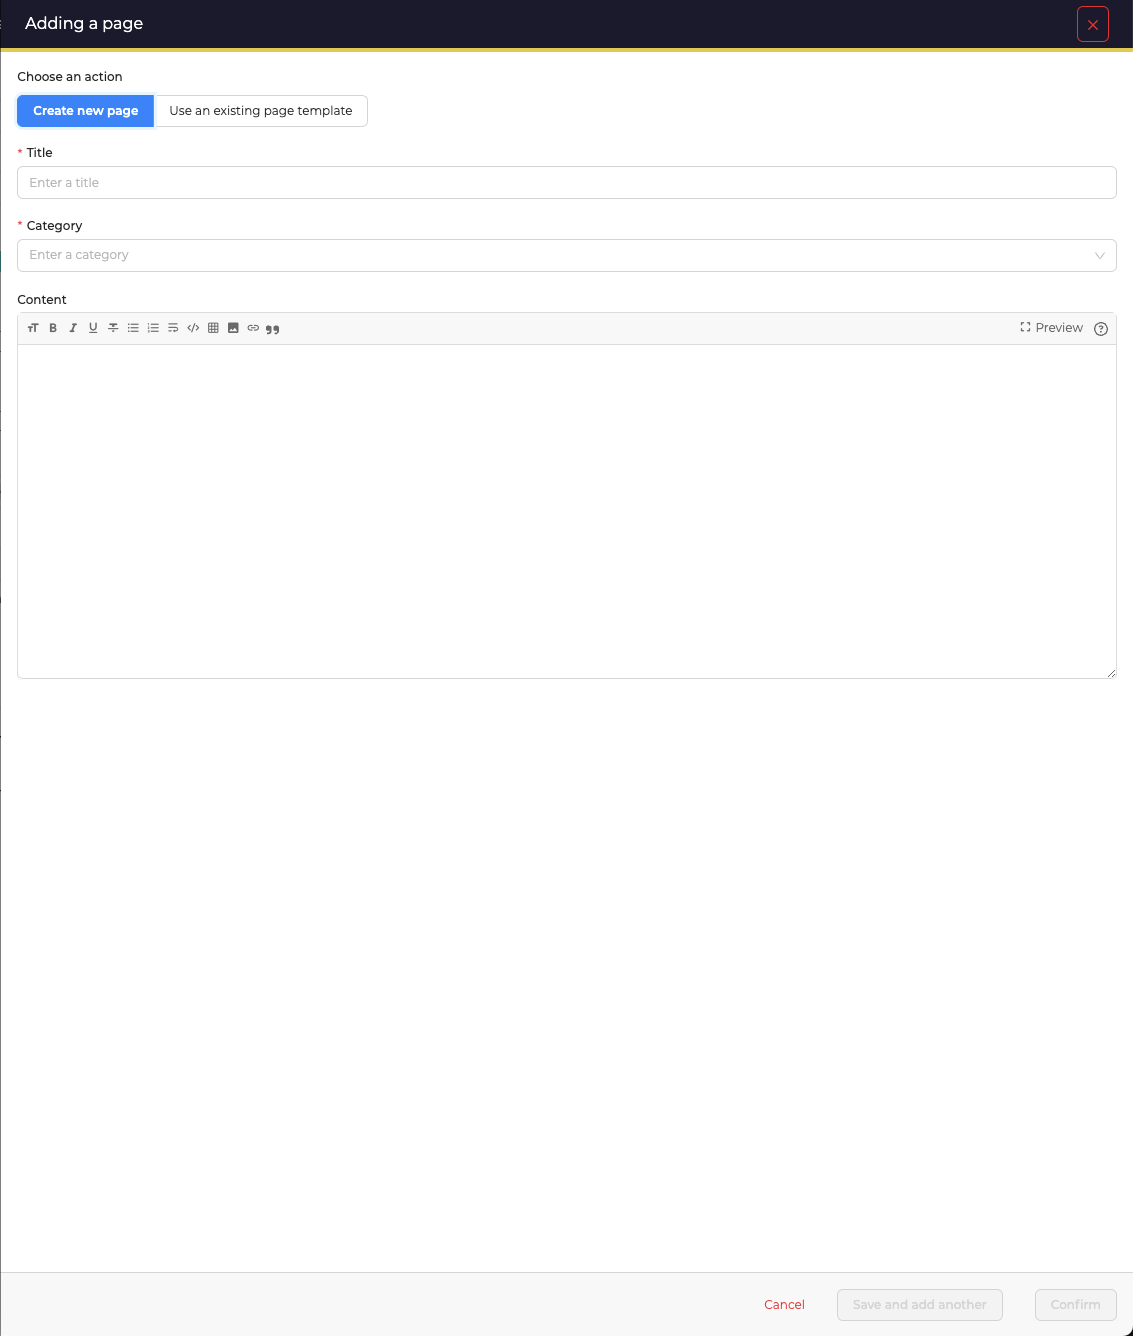 Adding a page
Choose an action
Create new page
Use an existing page template
* Title
Enter a title
* Category
Enter a category
Content
Preview
Cancel
Save and add another
Confirm